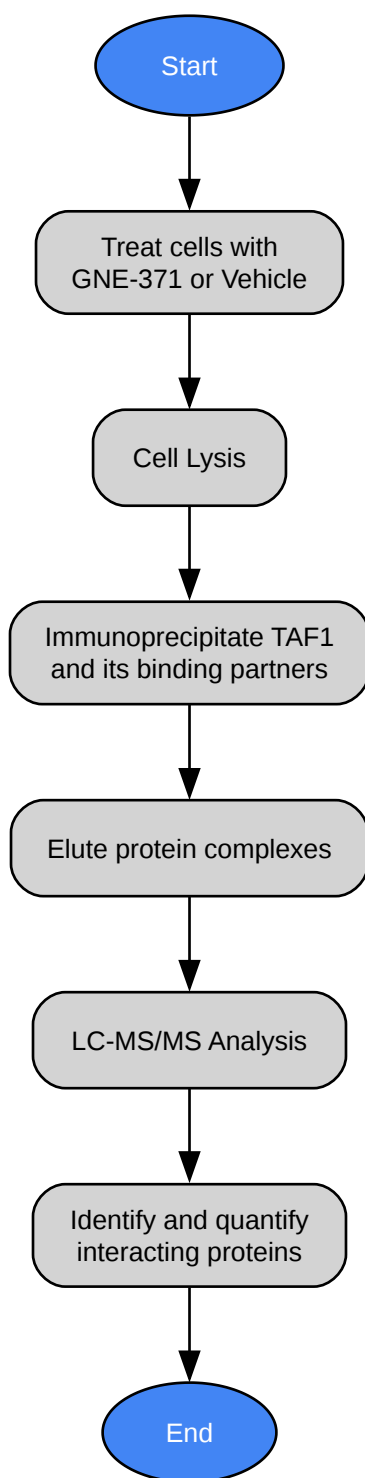 Start
Treat cells with
GNE-371 or Vehicle
Cell Lysis
Immunoprecipitate TAF1
and its binding partners
Elute protein complexes
LC-MS/MS Analysis
Identify and quantify
interacting proteins
End